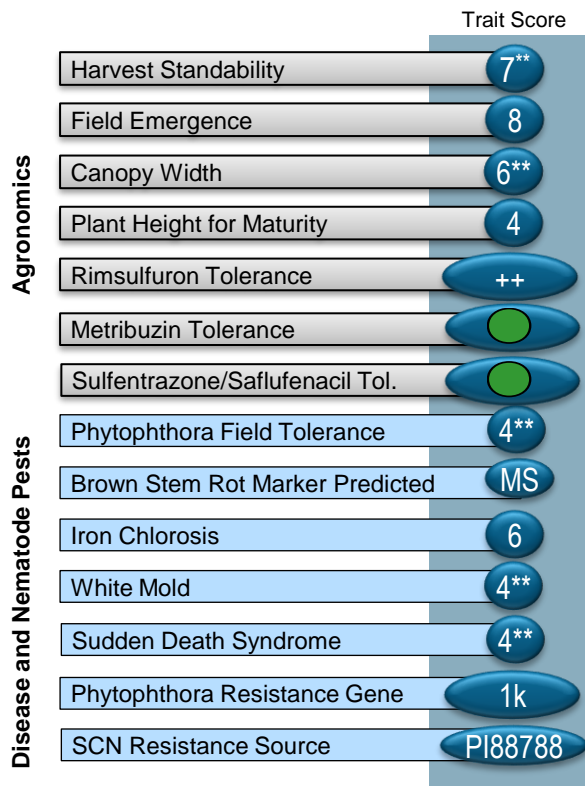 Trait Score
Agronomics
Harvest Standability 7**
Field Emergence 8
Canopy Width 6**
Plant Height for Maturity 4
Rimsulfuron Tolerance ++
Metribuzin Tolerance
Sulfentrazone/Saflufenacil Tol.
Disease and Nematode Pests
Phytophthora Field Tolerance 4**
Brown Stem Rot Marker Predicted MS
Iron Chlorosis 6
White Mold 4**
Sudden Death Syndrome 4**
Phytophthora Resistance Gene 1k
SCN Resistance Source PI88788